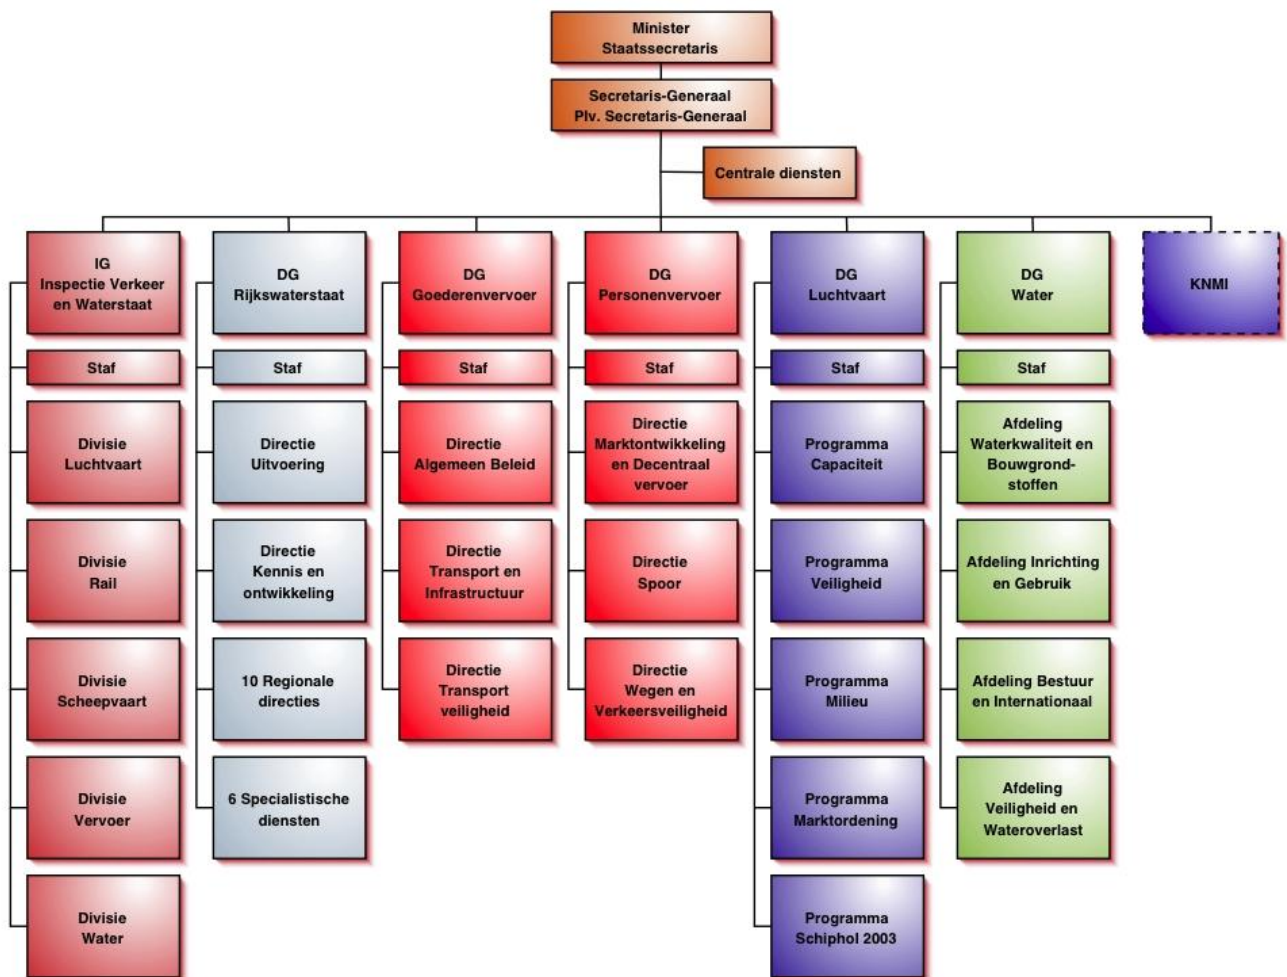 Minister
Staatssecretaris
Secretaris-Generaal
Plv. Secretaris-Generaal
Centrale diensten
IG
Inspectie Verkeer
en Waterstaat
Staf
Divisie
Luchtvaart
Divisie
Rail
Divisie
Scheepvaart
Divisie
Vervoer
Divisie
Water
DG
Rijkswaterstaat
Staf
Directie
Uitvoering
Directie
Kennis en
ontwikkeling
10 Regionale
directies
6 Specialistische
diensten
DG
Goederenvervoer
Staf
Directie
Algemeen Beleid
Directie
Transport en
Infrastructuur
Directie
Transport
veiligheid
DG
Personenvervoer
Staf
Directie
Marktontwikkeling
en Decentraal
vervoer
Directie
Spoor
Directie
Wegen en
Verkeersveiligheid
DG
Luchtvaart
Staf
Programma
Capaciteit
Programma
Veiligheid
Programma
Milieu
Programma
Marktordening
Programma
Schiphol 2003
DG
Water
Staf
Afdeling
Waterkwaliteit en
Bouwgrond-
stoffen
Afdeling Inrichting
en Gebruik
Afdeling Bestuur
en Internationaal
Afdeling
Veiligheid en
Wateroverlast
KNMI